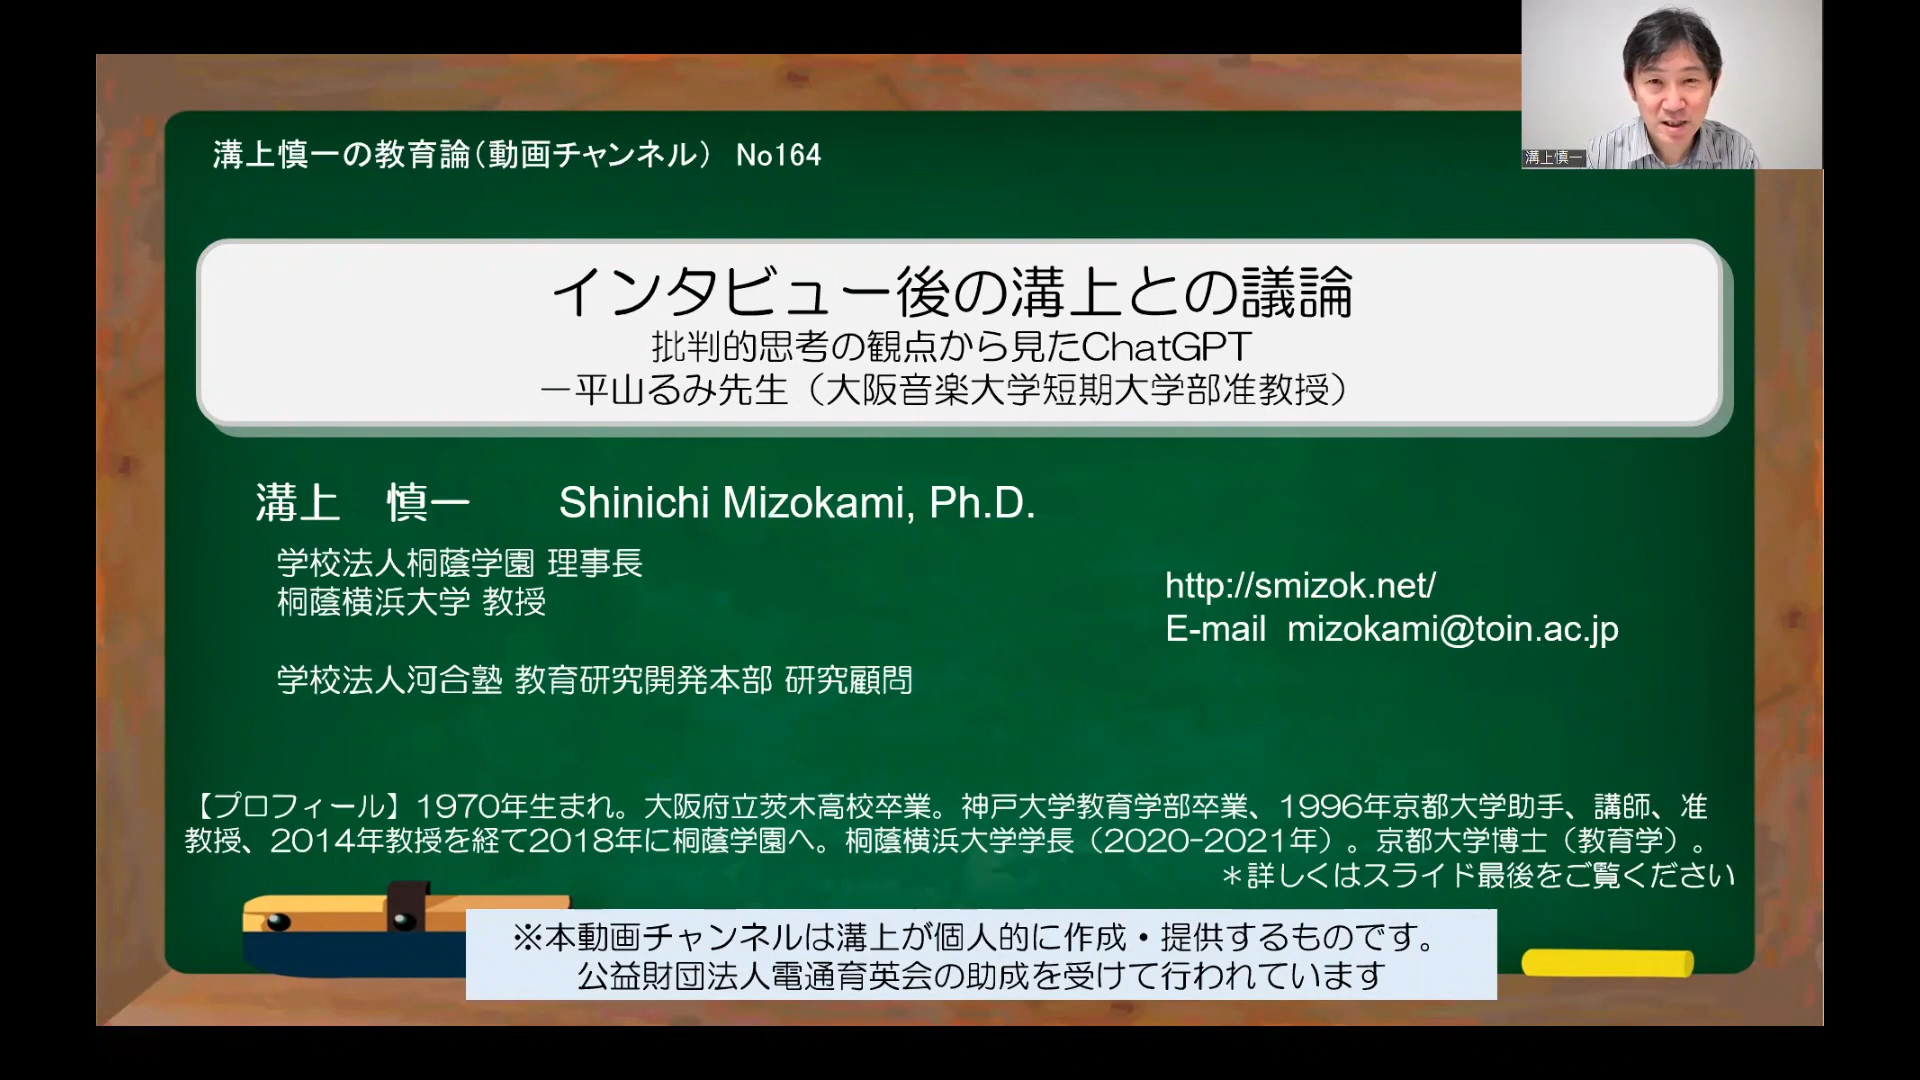 溝上慎一の教育論（動画チャンネル） No164
溝上慎一
インタビュー後の溝上との議論
批判的思考の観点から見たChatGPT
―平山るみ先生（大阪音楽大学短期大学部准教授）
溝上　慎一　　Shinichi Mizokami, Ph.D.
学校法人桐蔭学園 理事長
桐蔭横浜大学 教授
学校法人河合塾 教育研究開発本部 研究顧問
http://smizok.net/
E-mail mizokami@toin.ac.jp
【プロフィール】1970年生まれ。大阪府立茨木高校卒業。神戸大学教育学部卒業、1996年京都大学助手、講師、准
教授、2014年教授を経て2018年に桐蔭学園へ。桐蔭横浜大学学長（2020-2021年）。京都大学博士（教育学）。
＊詳しくはスライド最後をご覧ください
※本動画チャンネルは溝上が個人的に作成・提供するものです。
公益財団法人電通育英会の助成を受けて行われています